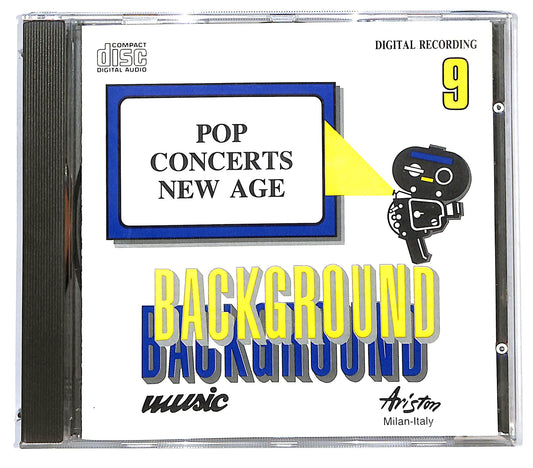 COMPACT
disc
DIGITAL AUDIO
DIGITAL RECORDING
9
POP
CONCERTS
NEW AGE
BACKGROUND
BACKGROUND
music
Ariston
Milan-Italy